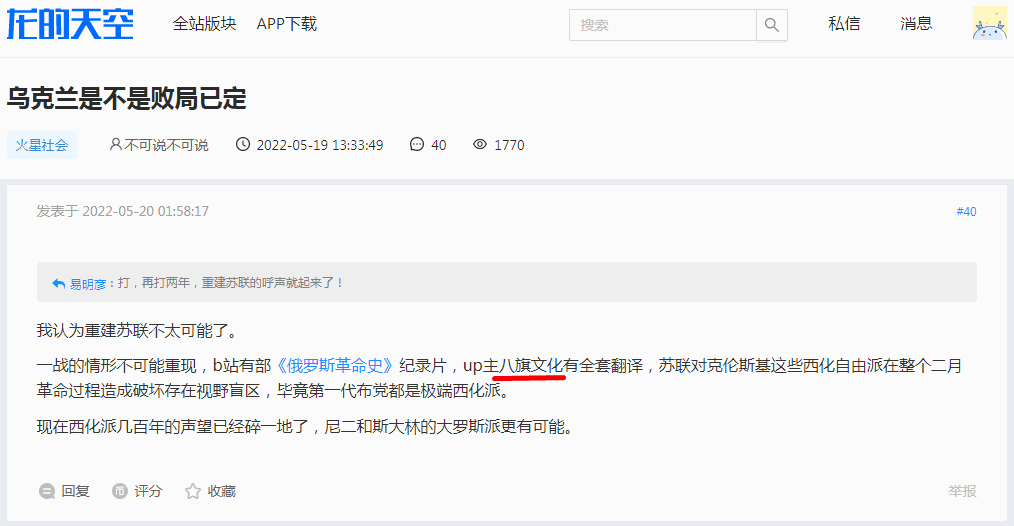 龙的天空 全站版块 APP下载 搜索 私信 消息
乌克兰是不是败局已定
火星社会 不可说不可说 2022-05-19 13:33:49 40 1770
发表于 2022-05-20 01:58:17 #40
易明彦：打，再打两年，重建苏联的呼声就起来了！
我认为重建苏联不太可能了。
一战的情形不可能重现，b站有部《俄罗斯革命史》纪录片，up主八旗文化有全套翻译，苏联对克伦斯基这些西化自由派在整个二月
革命过程造成破坏存在视野盲区，毕竟第一代布党都是极端西化派。
现在西化派几百年的声望已经碎一地了，尼二和斯大林的大罗斯派更有可能。
回复 评分 收藏 举报